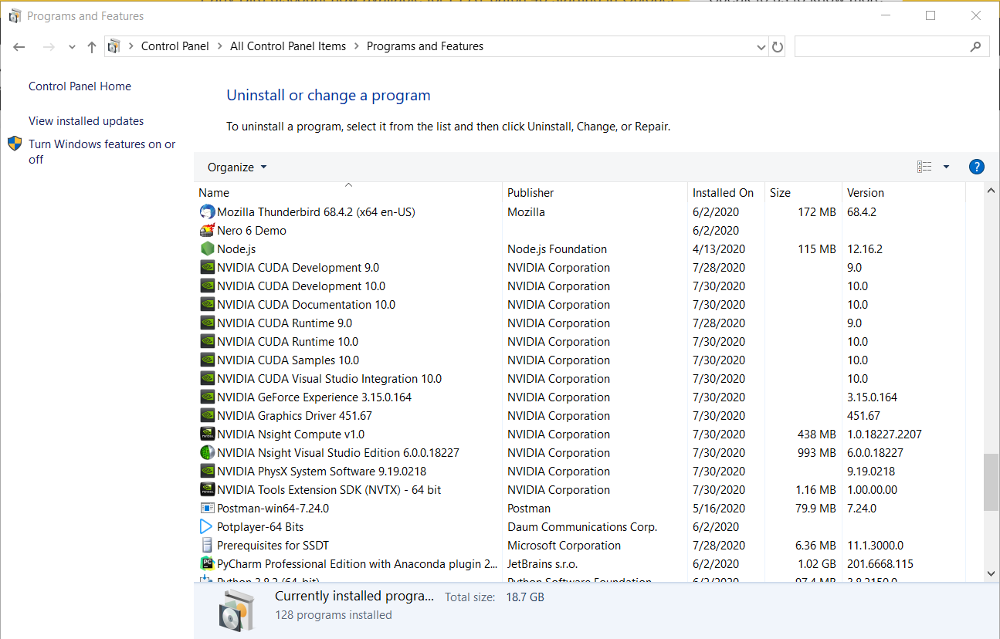 Programs and Features
Control Panel All Control Panel Items Programs and Features
Control Panel Home
View installed updates
Turn Windows features on or
off
Uninstall or change a program
To uninstall a program, select it from the list and then click Uninstall, Change, or Repair.
Organize ?
Name Publisher Installed On Size Version
Mozilla Thunderbird 68.4.2 (x64 en-US) Mozilla 6/2/2020 172 MB 68.4.2
Nero 6 Demo 6/2/2020
Node.js Node.js Foundation 4/13/2020 115 MB 12.16.2
NVIDIA CUDA Development 9.0 NVIDIA Corporation 7/28/2020 9.0
NVIDIA CUDA Development 10.0 NVIDIA Corporation 7/30/2020 10.0
NVIDIA CUDA Documentation 10.0 NVIDIA Corporation 7/30/2020 10.0
NVIDIA CUDA Runtime 9.0 NVIDIA Corporation 7/28/2020 9.0
NVIDIA CUDA Runtime 10.0 NVIDIA Corporation 7/30/2020 10.0
NVIDIA CUDA Samples 10.0 NVIDIA Corporation 7/30/2020 10.0
NVIDIA CUDA Visual Studio Integration 10.0 NVIDIA Corporation 7/30/2020 10.0
NVIDIA GeForce Experience 3.15.0.164 NVIDIA Corporation 7/30/2020 3.15.0.164
NVIDIA Graphics Driver 451.67 NVIDIA Corporation 7/30/2020 451.67
NVIDIA Nsight Compute v1.0 NVIDIA Corporation 7/30/2020 438 MB 1.0.18227.2207
NVIDIA Nsight Visual Studio Edition 6.0.0.18227 NVIDIA Corporation 7/30/2020 993 MB 6.0.0.18227
NVIDIA PhysX System Software 9.19.0218 NVIDIA Corporation 7/30/2020 9.19.0218
NVIDIA Tools Extension SDK (NVTX) - 64 bit NVIDIA Corporation 7/30/2020 1.16 MB 1.00.00.00
Postman-win64-7.24.0 Postman 5/16/2020 79.9 MB 7.24.0
Potplayer-64 Bits Daum Communications Corp. 6/2/2020
Prerequisites for SSDT Microsoft Corporation 7/28/2020 6.36 MB 11.1.3000.0
PyCharm Professional Edition with Anaconda plugin 2... JetBrains s.r.o. 6/2/2020 1.02 GB 201.6668.115
Python 3.8.2 (64-bit) Python Software Foundation 6/2/2020 97.4 MB 3.8.2150.0
Currently installed progra... Total size: 18.7 GB
128 programs installed